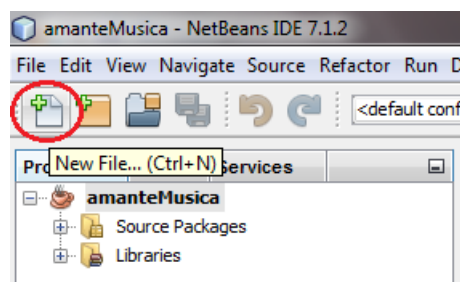 amanteMusica - NetBeans IDE 7.1.2
File Edit View Navigate Source Refactor Run D
<default conf
New File... (Ctrl+N)
Pr Services
amanteMusica
Source Packages
Libraries